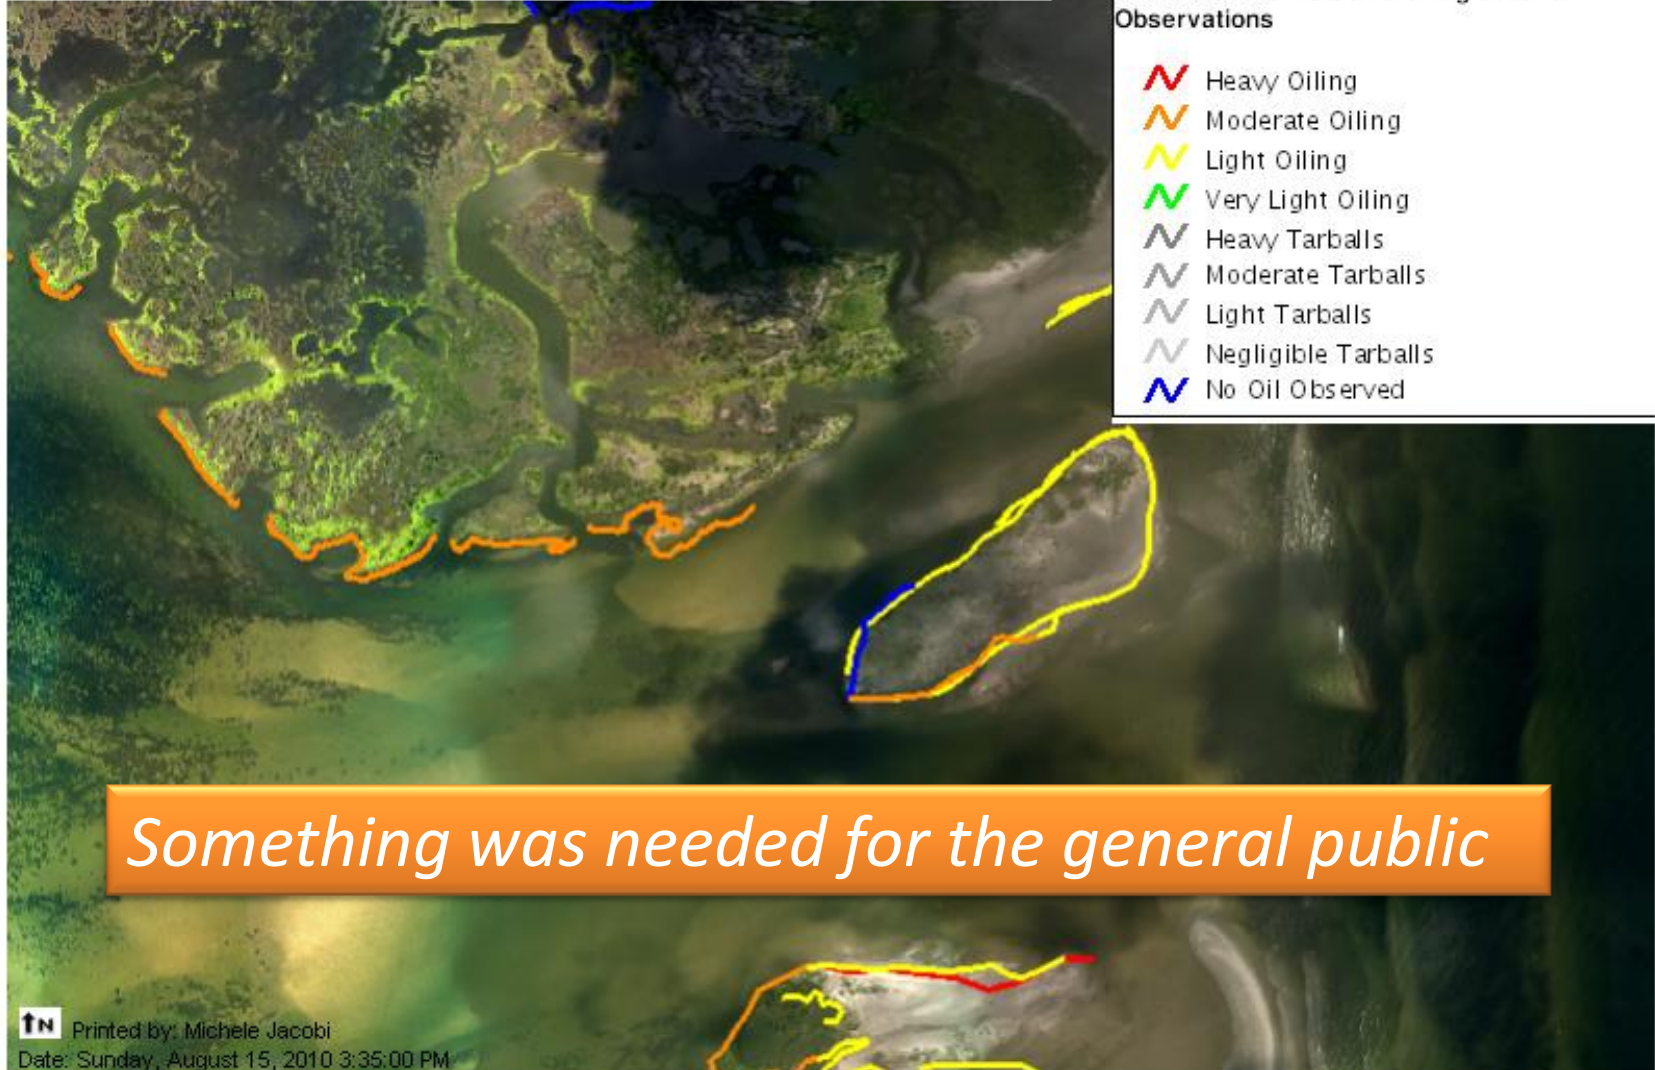 Observations
Heavy Oiling
Moderate Oiling
Light Oiling
Very Light Oiling
Heavy Tarballs
Moderate Tarballs
Light Tarballs
Negligible Tarballs
No Oil Observed
Something was needed for the general public
N
Printed by: Michele Jacobi
Date: Sunday, August 15, 2010 3:35:00 PM